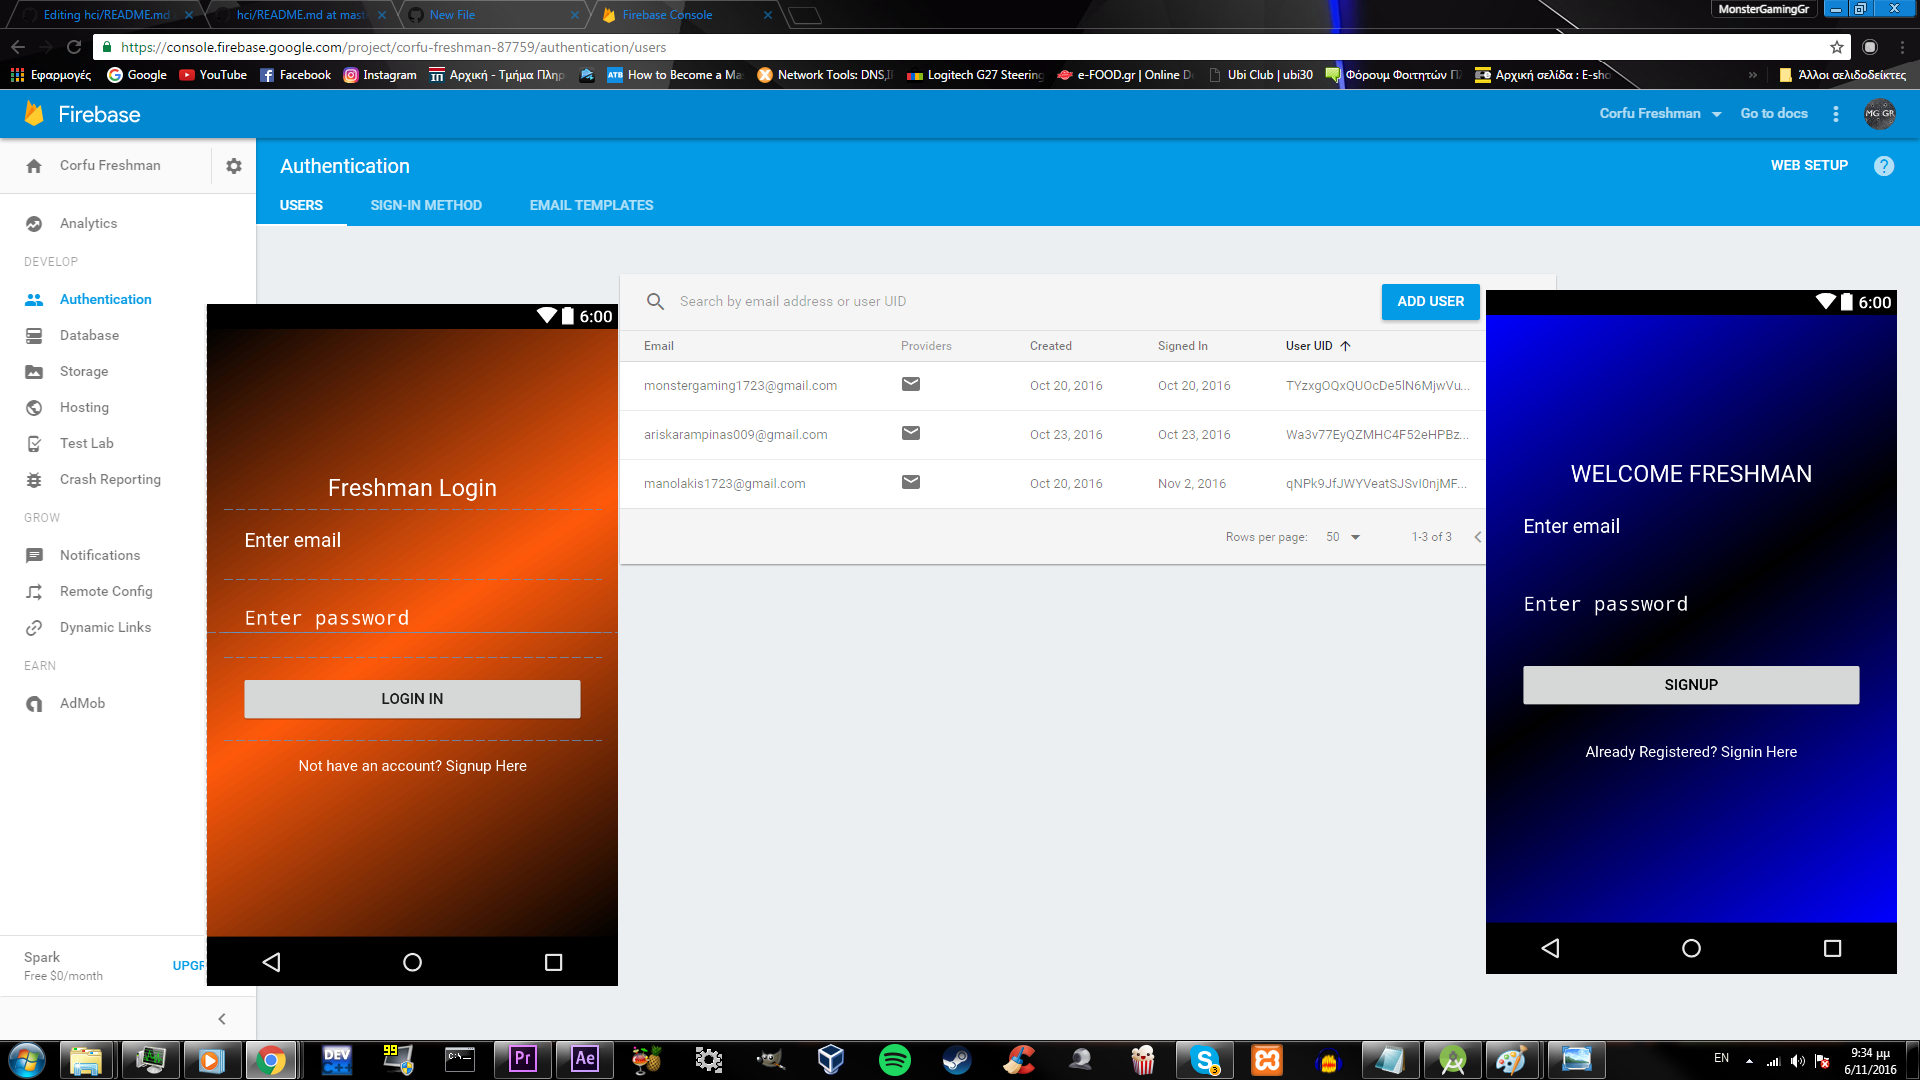 Editing hci/README.md
hci/README.md at mast
New File
Firebase Console
MonsterGamingGr
https://console.firebase.google.com/project/corfu-freshman-87759/authentication/users
Εφαρμογές
Google
YouTube
Facebook
Instagram
Αρχική - Τμήμα Πληρ
How to Become a Ma
Network Tools: DNS,I
Logitech G27 Steering
e-FOOD.gr | Online D
Ubi Club | ubi30
Φόρουμ Φοιτητών Π
Αρχική σελίδα : E-sho
»
Άλλοι σελιδοδείκτες
Firebase
Corfu Freshman
Go to docs
MG GR
Corfu Freshman
Authentication
WEB SETUP
USERS
SIGN-IN METHOD
EMAIL TEMPLATES
Analytics
DEVELOP
Authentication
Database
Storage
Hosting
Test Lab
Crash Reporting
GROW
Notifications
Remote Config
Dynamic Links
EARN
AdMob
Spark
Free $0/month
UPGR
6:00
Freshman Login
Enter email
Enter password
LOGIN IN
Not have an account? Signup Here
Search by email address or user UID
ADD USER
Email Providers Created Signed In User UID
monstergaming1723@gmail.com Oct 20, 2016 Oct 20, 2016 TYzxgOQxQUOcDe5lN6MjwVu...
ariskarampinas009@gmail.com Oct 23, 2016 Oct 23, 2016 Wa3v77EyQZMHC4F52eHPBz...
manolakis1723@gmail.com Oct 20, 2016 Nov 2, 2016 qNPk9JfJWYVeatSJSvI0njMF...
Rows per page: 50 1-3 of 3
6:00
WELCOME FRESHMAN
Enter email
Enter password
SIGNUP
Already Registered? Signin Here
DEV
C++
99
C:\
Pr
Ae
3
EN
9:34 μμ
6/11/2016